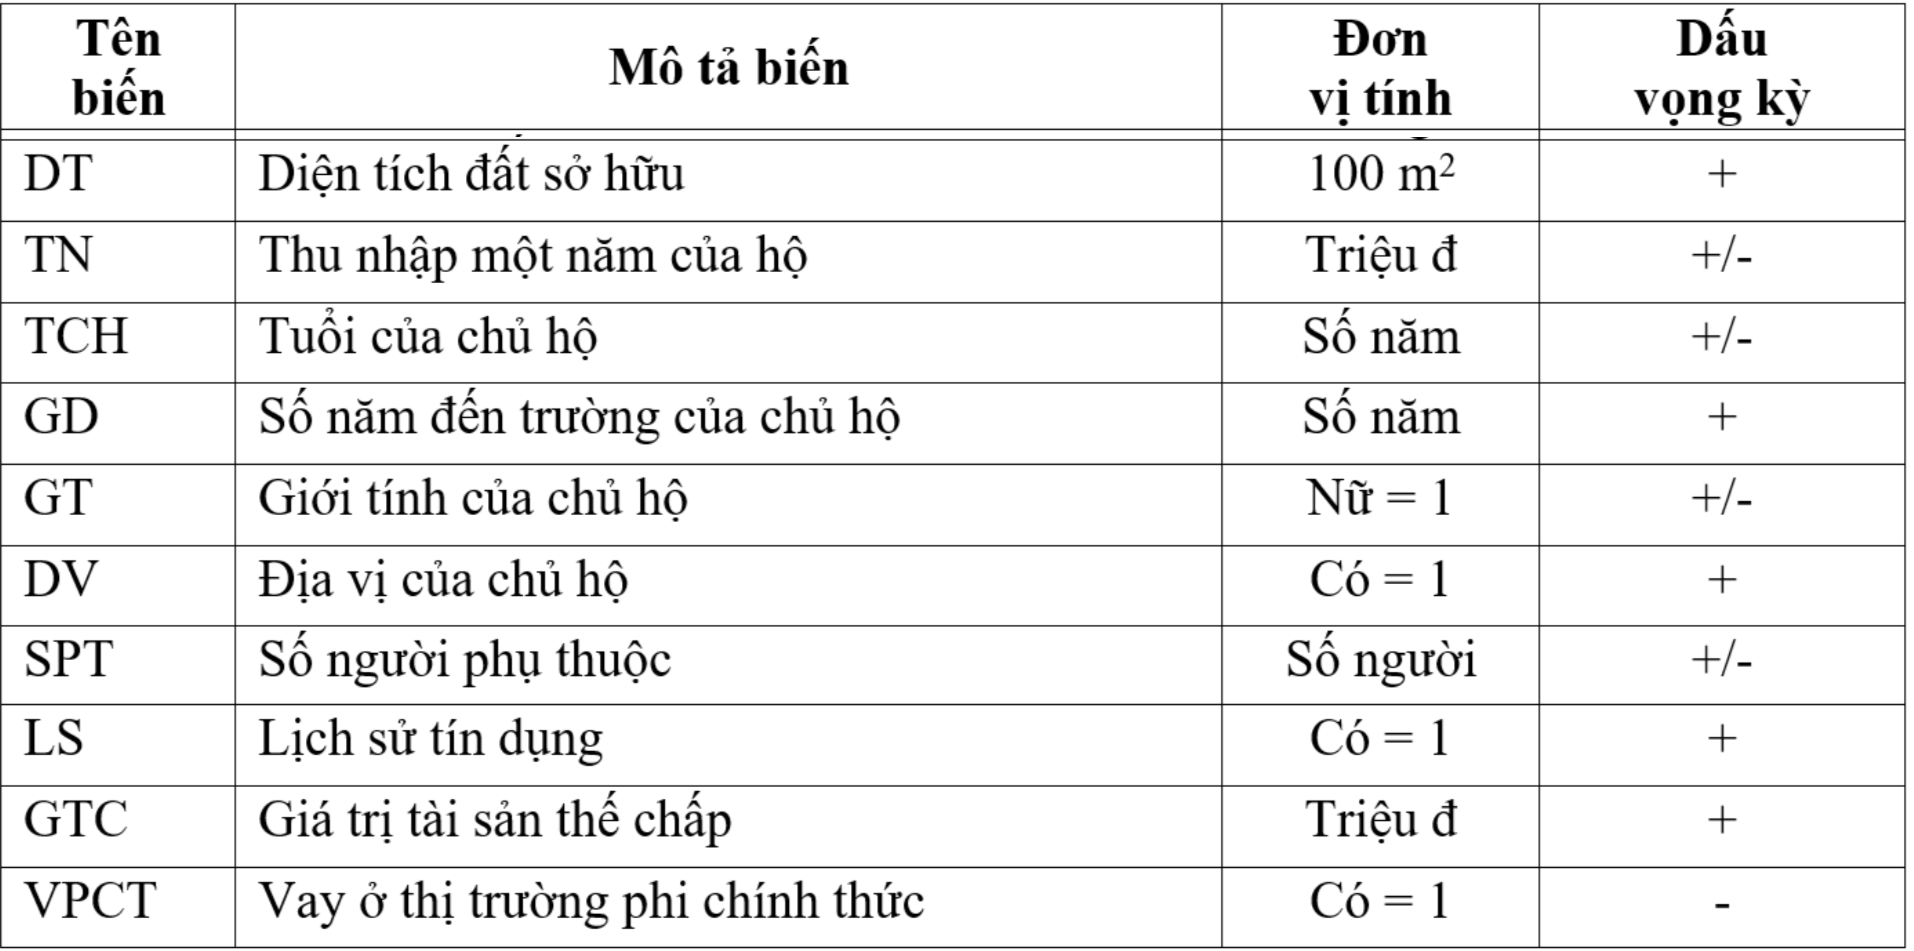 Tên
biến
Mô tả biến
Đơn
vị tính
Dấu
vọng kỳ
DT Diện tích đất sở hữu 100 m² +
TN Thu nhập một năm của hộ Triệu đ +/-
TCH Tuổi của chủ hộ Số năm +/-
GD Số năm đến trường của chủ hộ Số năm +
GT Giới tính của chủ hộ Nữ = 1 +/-
DV Địa vị của chủ hộ Có = 1 +
SPT Số người phụ thuộc Số người +/-
LS Lịch sử tín dụng Có = 1 +
GTC Giá trị tài sản thế chấp Triệu đ +
VPCT Vay ở thị trường phi chính thức Có = 1 -